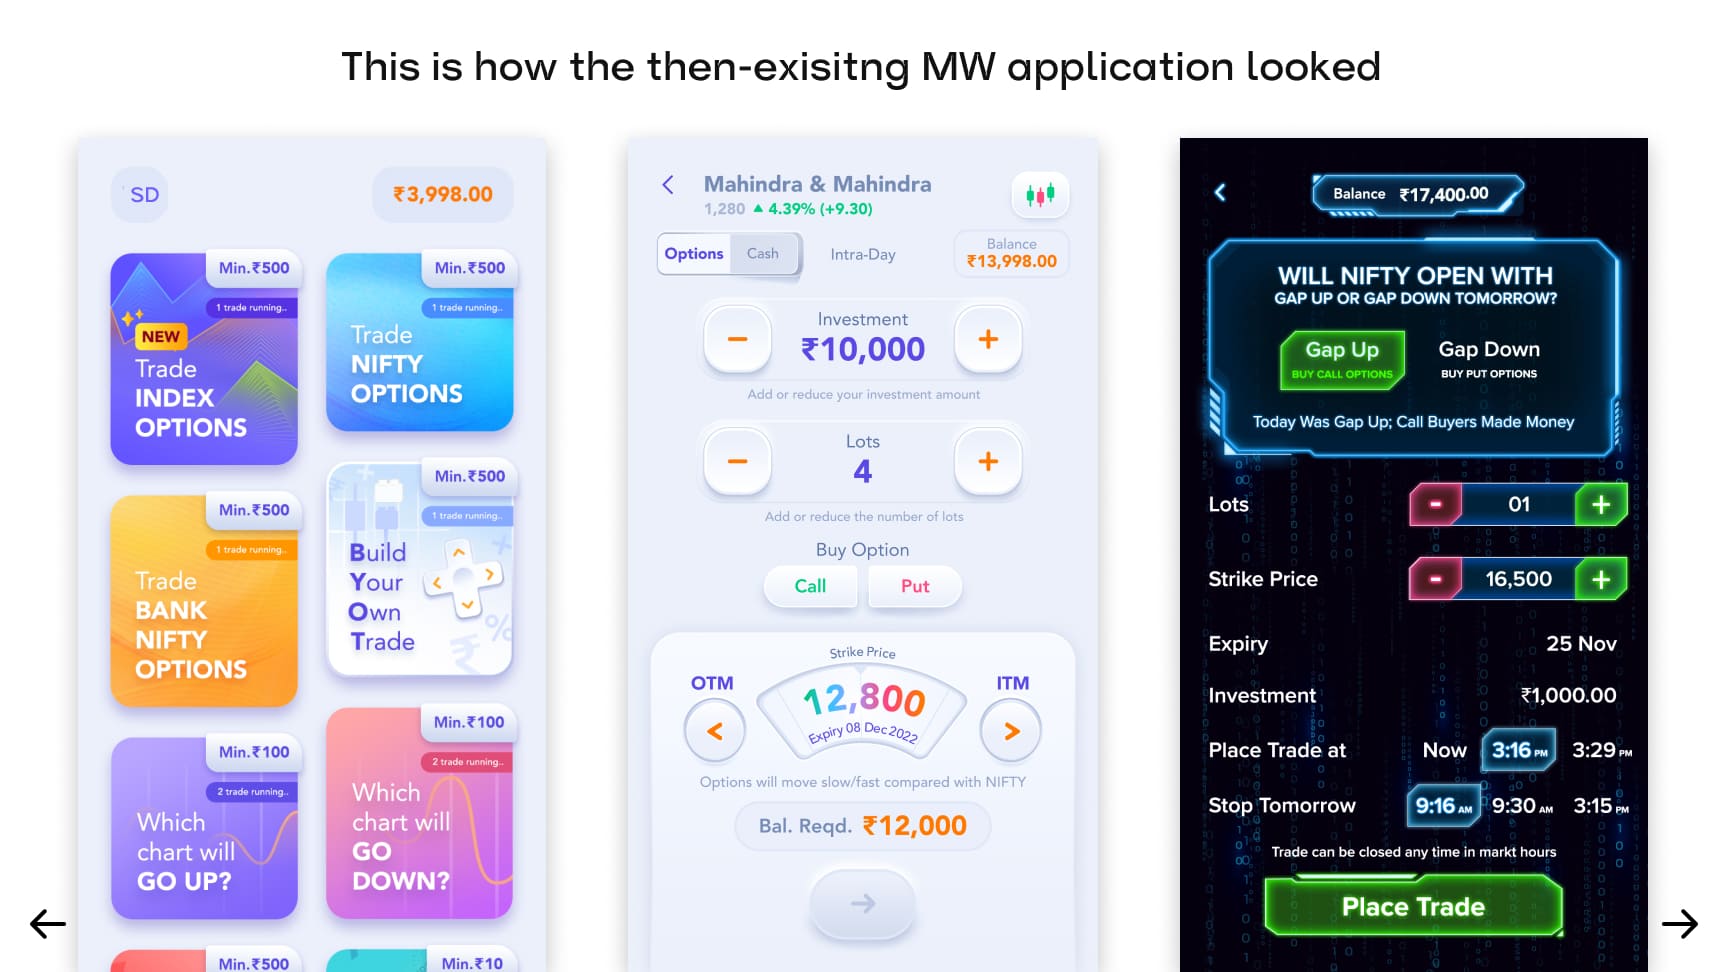 This is how the then-exisitng MW application looked
SD
₹3,998.00
Min.₹500
1 trade running..
NEW
Trade
INDEX
OPTIONS
Min.₹500
1 trade running..
Trade
NIFTY
OPTIONS
Min.₹500
1 trade running..
Trade
BANK
NIFTY
OPTIONS
Min.₹500
1 trade running..
Build
Your
Own
Trade
%
₹
Min.₹100
2 trade running..
Which
chart will
GO UP?
Min.₹100
2 trade running..
Which
chart will
GO
DOWN?
Min.₹500
Min.₹10
Mahindra & Mahindra
1,280 ▲ 4.39% (+9.30)
Options
Cash
Intra-Day
Balance
₹13,998.00
Investment
− ₹10,000 +
Add or reduce your investment amount
Lots
− 4 +
Add or reduce the number of lots
Buy Option
Call
Put
Strike Price
OTM
12,800
ITM
<
Expiry 08 Dec 2022
>
Options will move slow/fast compared with NIFTY
Bal. Reqd. ₹12,000
Balance ₹17,400.00
WILL NIFTY OPEN WITH
GAP UP OR GAP DOWN TOMORROW?
Gap Up
BUY CALL OPTIONS
Gap Down
BUY PUT OPTIONS
Today Was Gap Up; Call Buyers Made Money
Lots - 01 +
Strike Price - 16,500 +
Expiry 25 Nov
Investment ₹1,000.00
Place Trade at Now 3:16 PM 3:29 PM
Stop Tomorrow 9:16 AM 9:30 AM 3:15 PM
Trade can be closed any time in markt hours
Place Trade